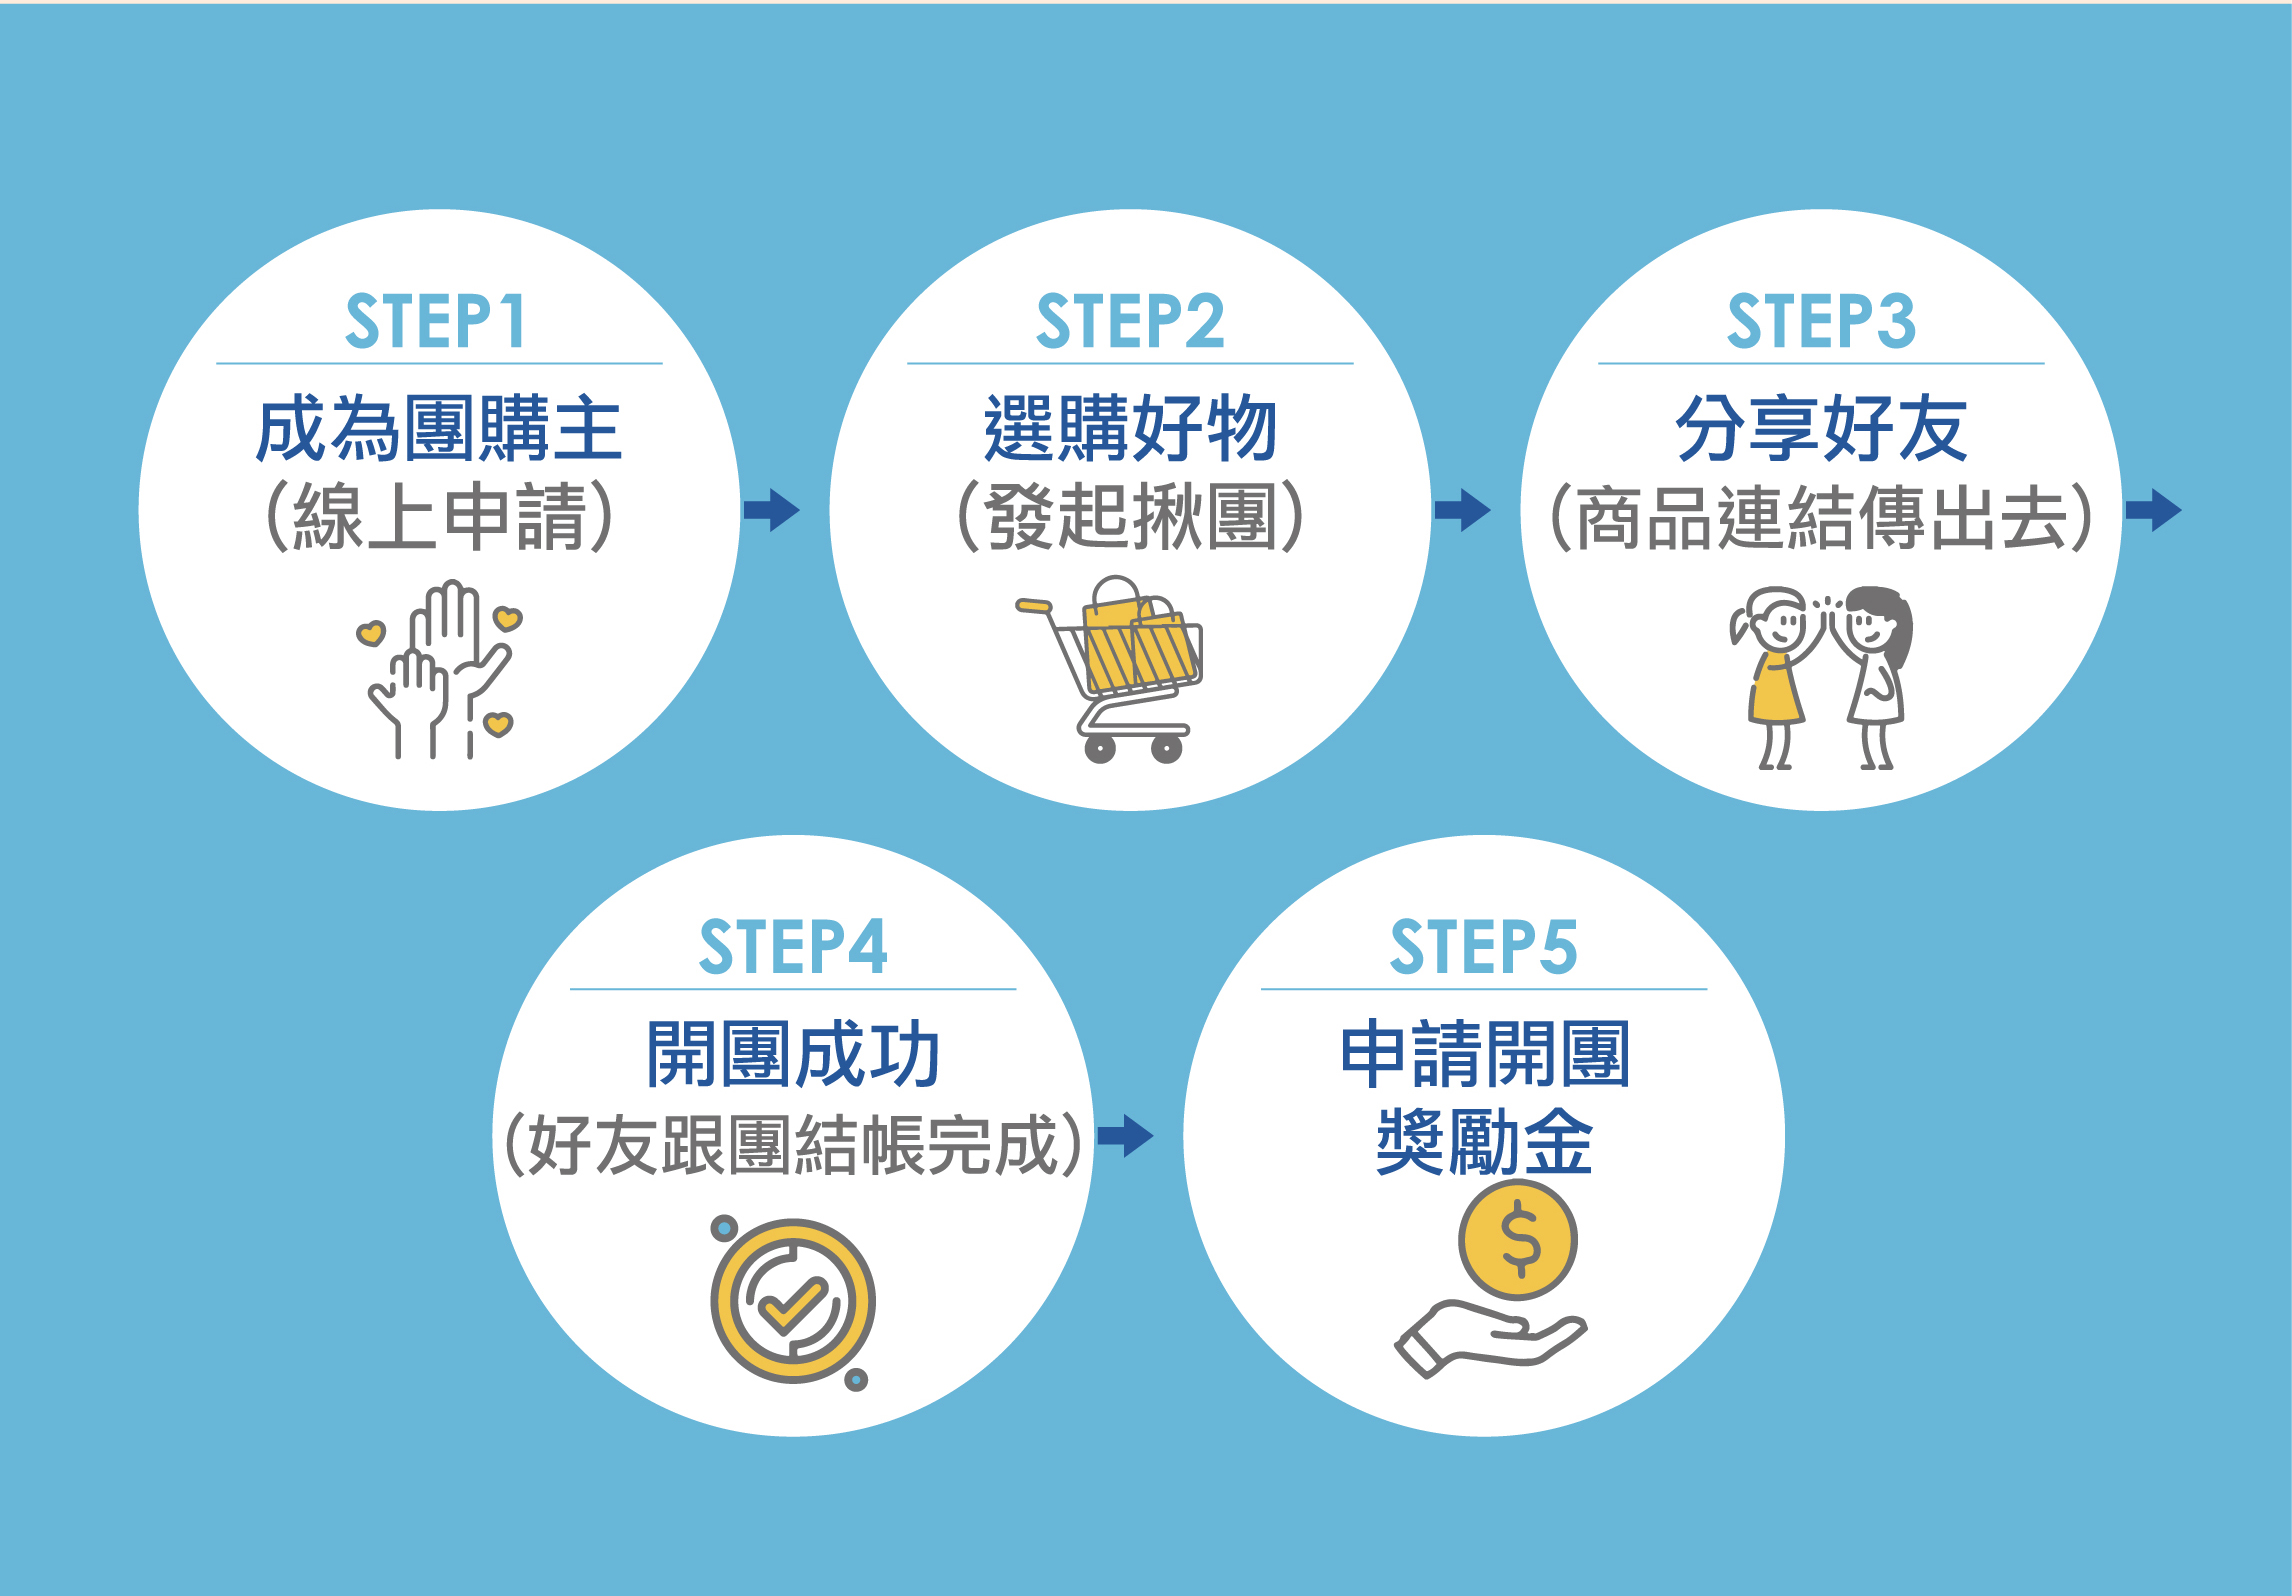 STEP1
成為團購主
(線上申請)
STEP2
選購好物
(發起揪團)
STEP3
分享好友
(商品連結傳出去)
STEP4
開團成功
(好友跟團結帳完成)
STEP5
申請開團
獎勵金
$